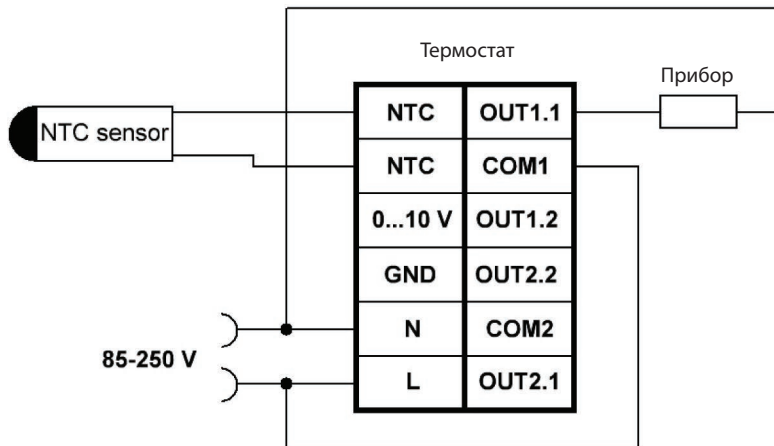 Термостат
Прибор
NTC sensor
NTC OUT1.1
NTC COM1
0...10 V OUT1.2
GND OUT2.2
N COM2
85-250 V
L OUT2.1